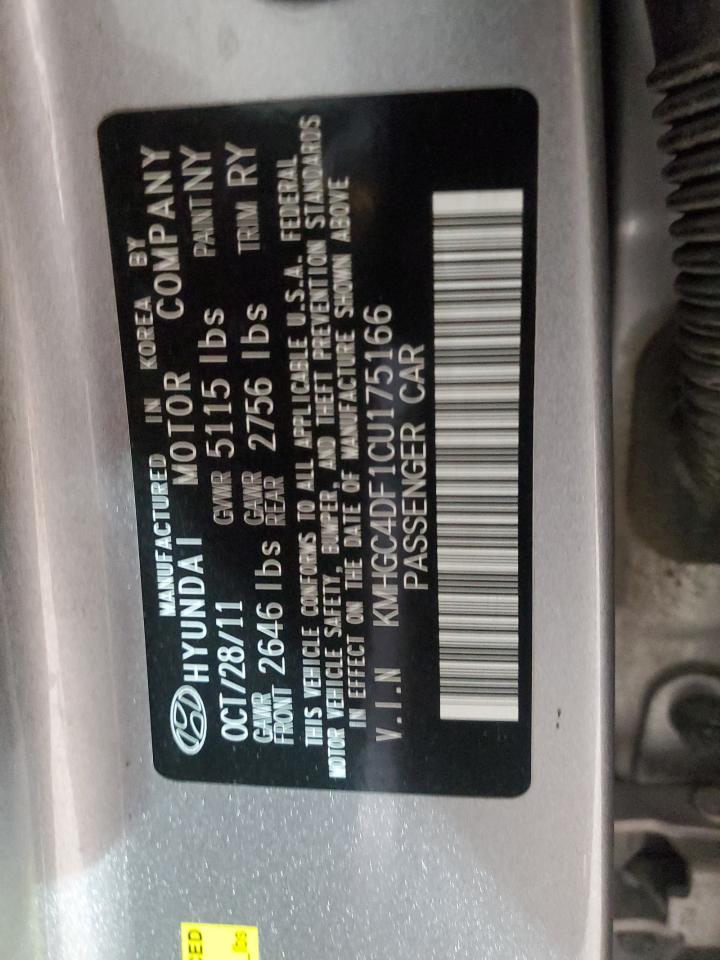 MANUFACTURED IN KOREA BY
HYUNDAI MOTOR COMPANY
OCT/28/11 GVWR 5115 lbs PAINT NY
GAWR FRONT 2646 lbs GAWR REAR 2756 lbs TRIM RY
THIS VEHICLE CONFORMS TO ALL APPLICABLE U.S.A. FEDERAL
MOTOR VEHICLE SAFETY, BUMPER, AND THEFT PREVENTION STANDARDS
IN EFFECT ON THE DATE OF MANUFACTURE SHOWN ABOVE
V.I.N KMHGC4DF1CU175166
PASSENGER CAR